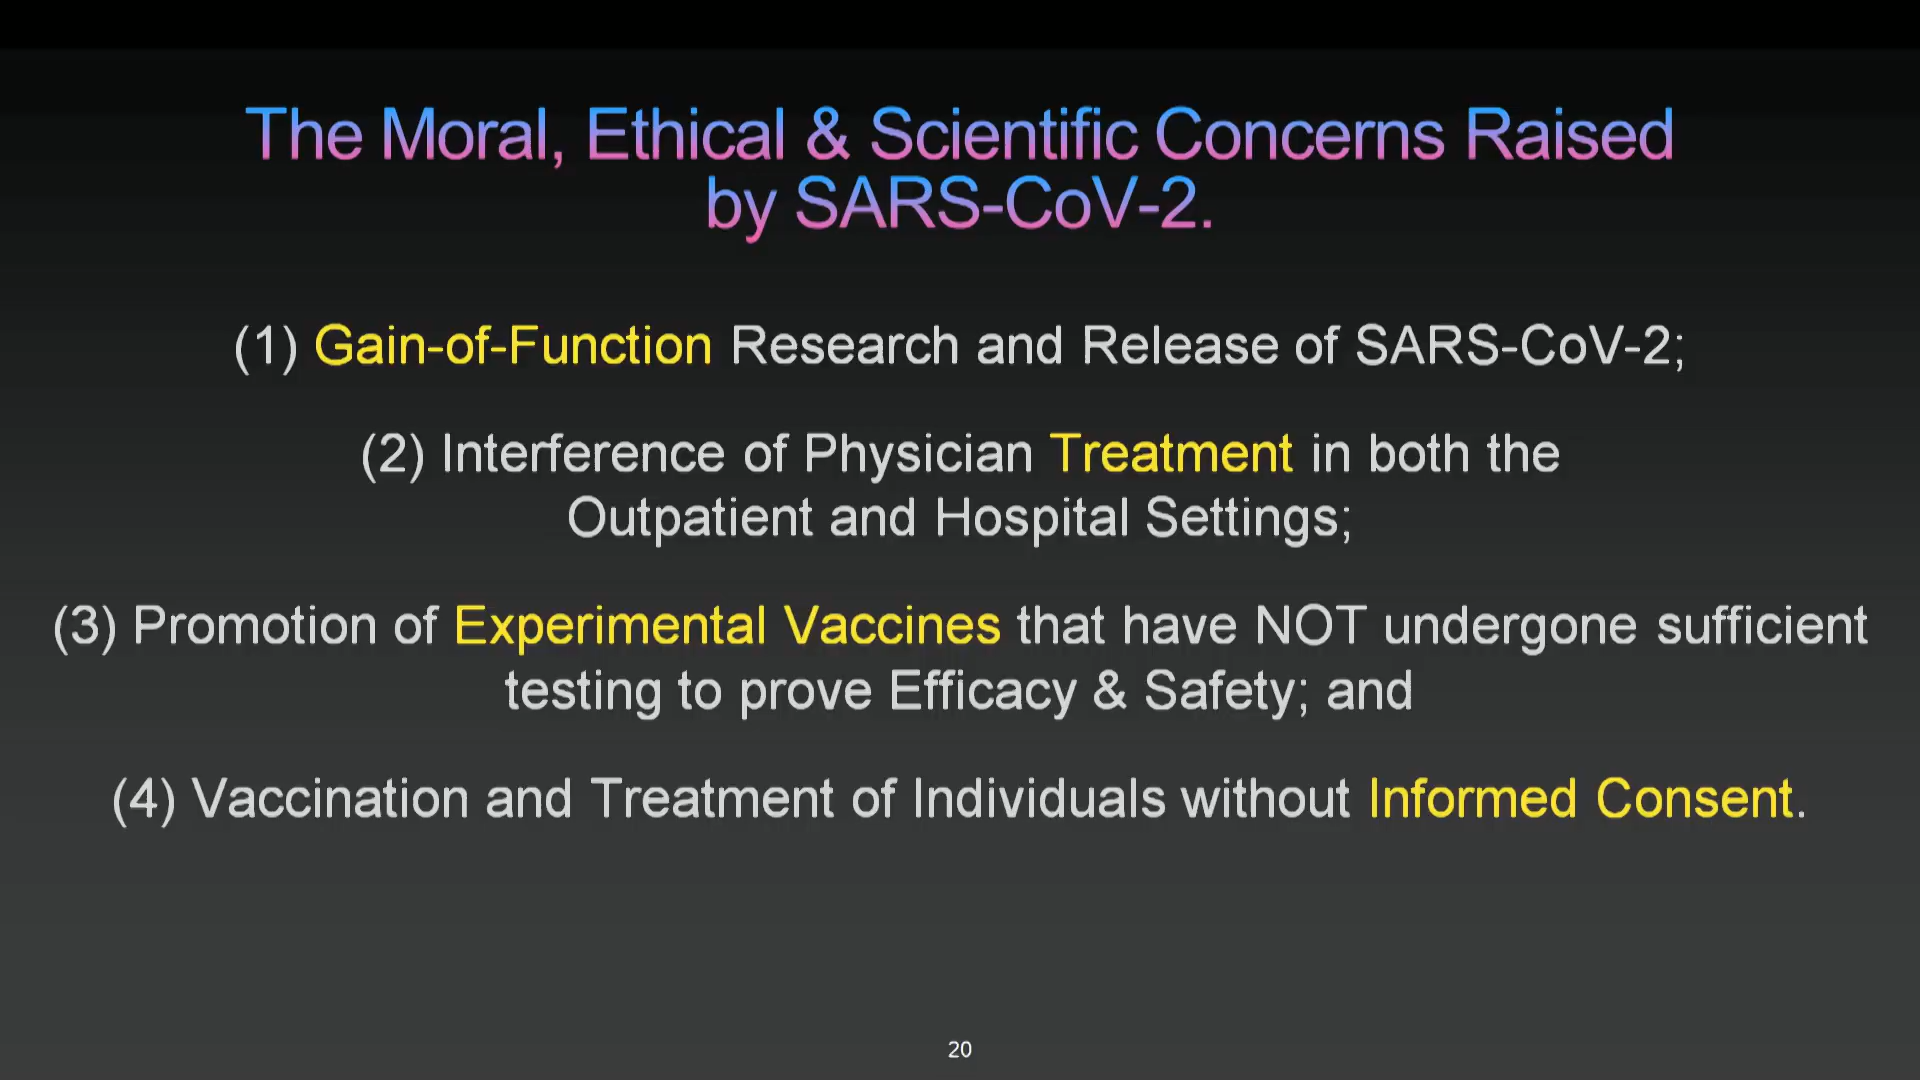 The Moral, Ethical & Scientific Concerns Raised
by SARS-CoV-2.
(1) Gain-of-Function Research and Release of SARS-CoV-2;
(2) Interference of Physician Treatment in both the
Outpatient and Hospital Settings;
(3) Promotion of Experimental Vaccines that have NOT undergone sufficient
testing to prove Efficacy & Safety; and
(4) Vaccination and Treatment of Individuals without Informed Consent.
20